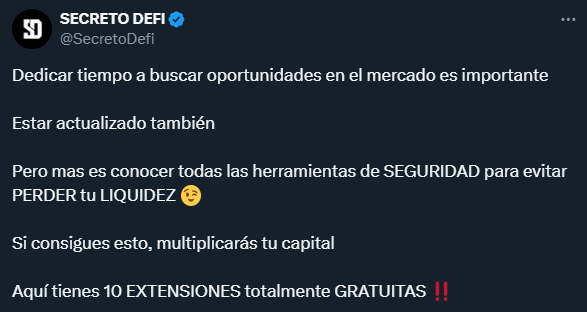 SECRETO DEFI
@SecretoDefi
Dedicar tiempo a buscar oportunidades en el mercado es importante
Estar actualizado también
Pero mas es conocer todas las herramientas de SEGURIDAD para evitar
PERDER tu LIQUIDEZ 😉
Si consigues esto, multiplicarás tu capital
Aquí tienes 10 EXTENSIONES totalmente GRATUITAS ‼️